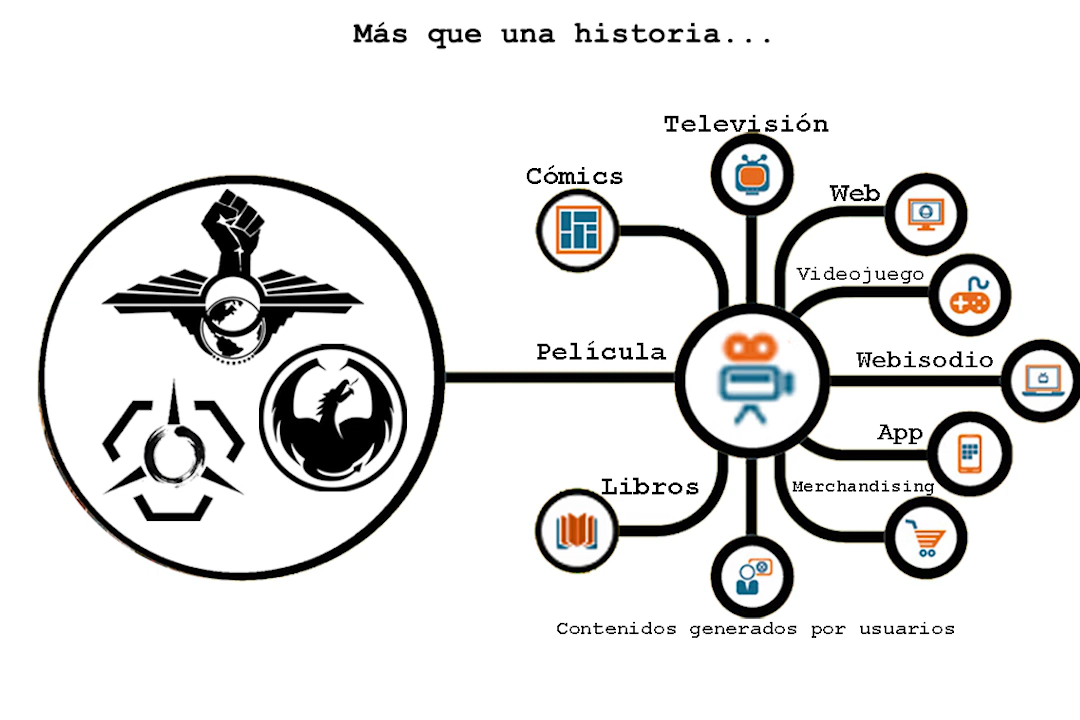 Más que una historia...
Televisión
Cómics
Web
Videojuego
Película
Webisodio
App
Libros
Merchandising
Contenidos generados por usuarios